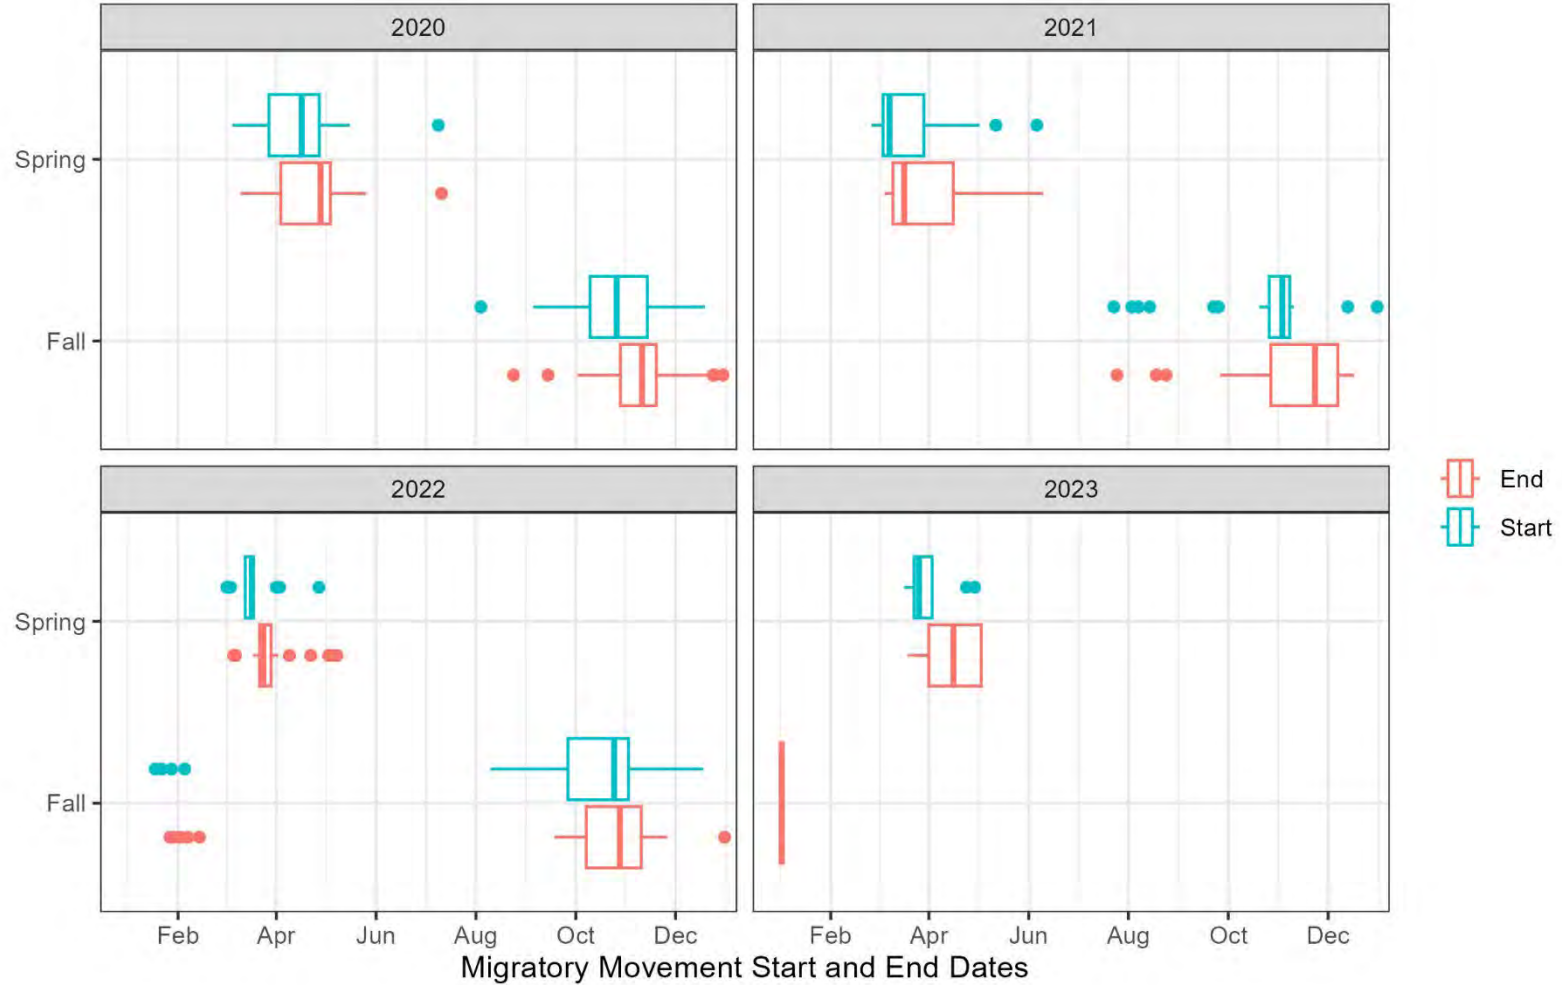 2020 2021
Spring
Fall
End
Start
2022 2023
Spring
Fall
Feb Apr Jun Aug Oct Dec Feb Apr Jun Aug Oct Dec
Migratory Movement Start and End Dates